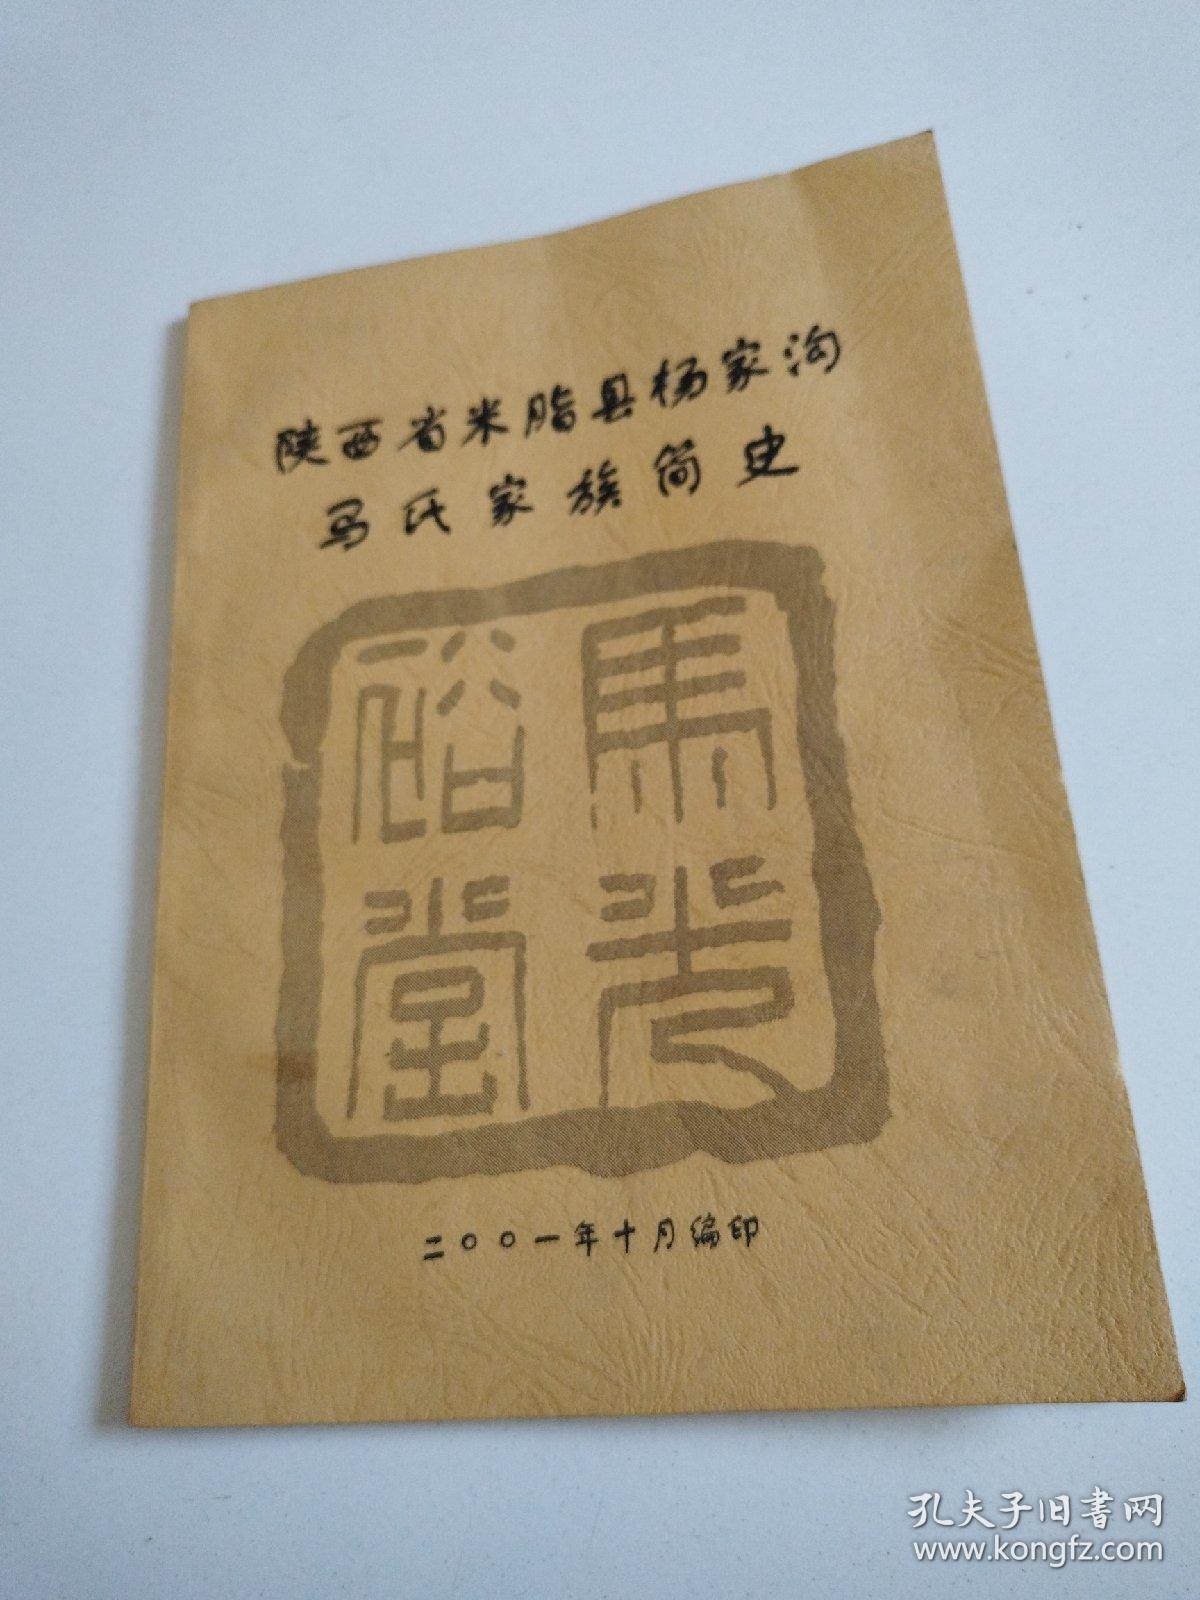 陕西省米脂县杨家沟
马氏家族简史
馬光
裕堂
二〇〇一年十月编印
孔夫子旧书网
www.kongfz.com